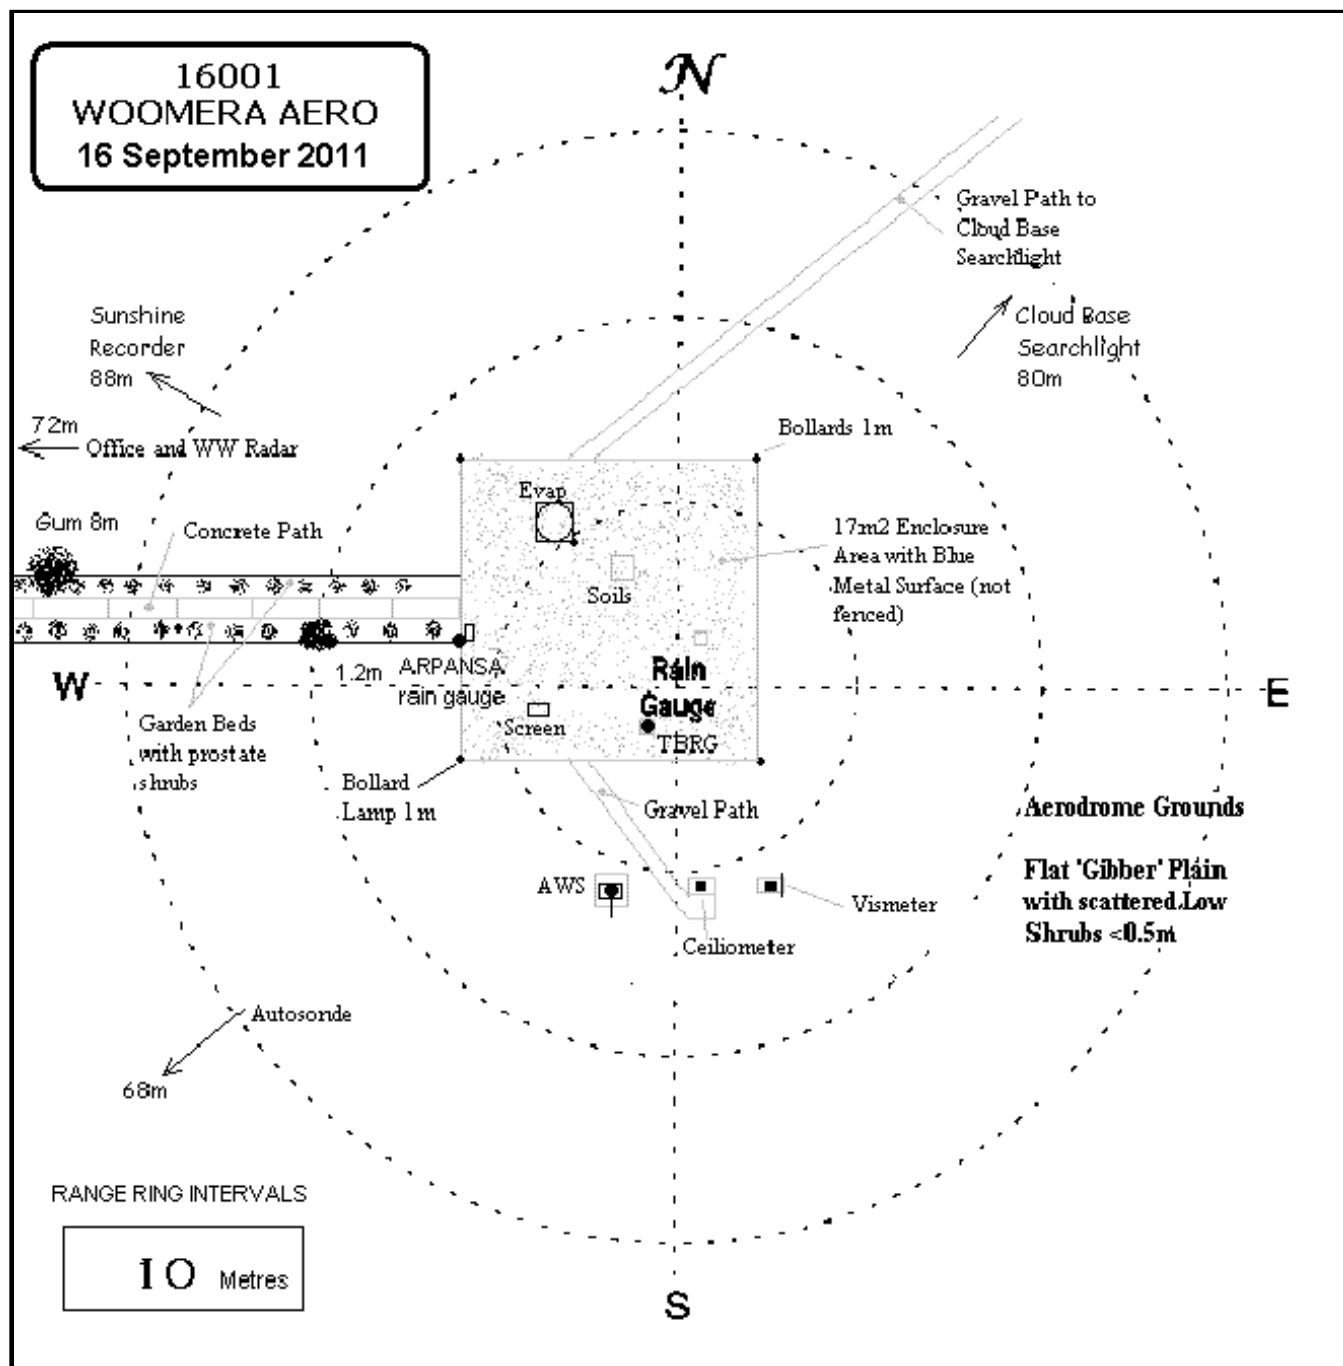 16001
WOOMERA AERO
16 September 2011
N
Gravel Path to
Cloud Base
Searchlight
Sunshine
Recorder
88m
Cloud Base
Searchlight
80m
72m
Office and WW Radar
Bollards 1m
Evap
Gum 8m
Concrete Path
17m2 Enclosure
Area with Blue
Metal Surface (not
fenced)
Soils
1.2m
ARPANSA
rain gauge
Rain
Gauge
W
E
Garden Beds
with prostate
shrubs
Screen
TBRG
Bollard
Lamp 1m
Gravel Path
Aerodrome Grounds
Flat 'Gibber' Plain
with scattered Low
Shrubs <0.5m
AWS
Vismeter
Ceiliometer
Autosonde
68m
RANGE RING INTERVALS
10 Metres
S